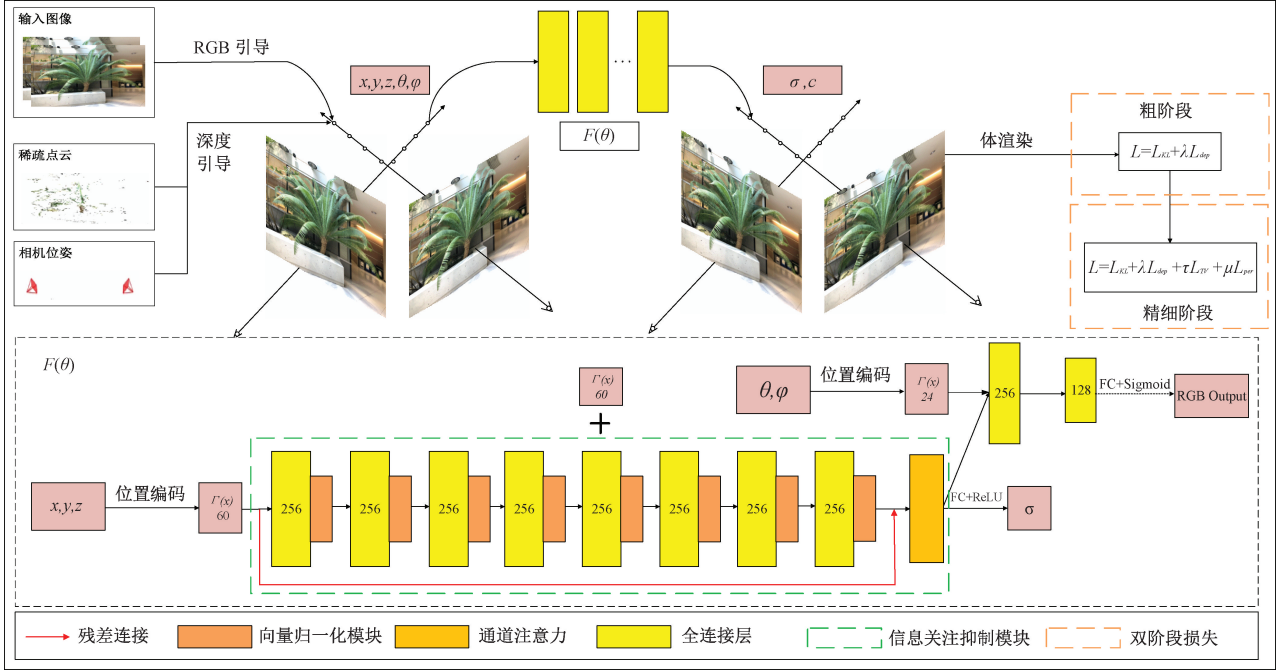 输入图像
RGB 引导
x,y,z,θ,φ
···
F(θ)
σ ,c
稀疏点云
深度
引导
相机位姿
体渲染
粗阶段
L=L_KL+λL_dep
L=L_KL+λL_dep+τL_TV+μL_per
精细阶段
F(θ)
Γ(x)
60
+
θ,φ
位置编码
Γ(x)
24
256
128
FC+Sigmoid
RGB Output
x,y,z
位置编码
Γ(x)
60
256
256
256
256
256
256
256
256
FC+ReLU
σ
残差连接
向量归一化模块
通道注意力
全连接层
信息关注抑制模块
双阶段损失